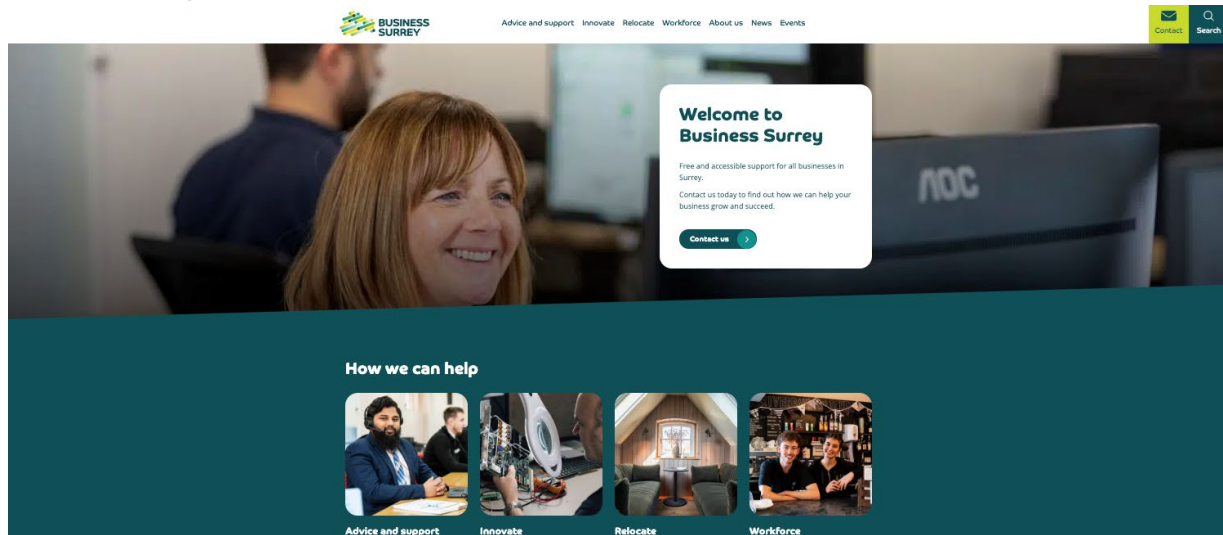 BUSINESS
SURREY
Advice and support Innovate Relocate Workforce About us News Events
Contact
Search
Welcome to
Business Surrey
Free and accessible support for all businesses in
Surrey.
Contact us today to find out how we can help your
business grow and succeed.
Contact us
AOC
How we can help
Advice and support
Innovate
Relocate
Workforce